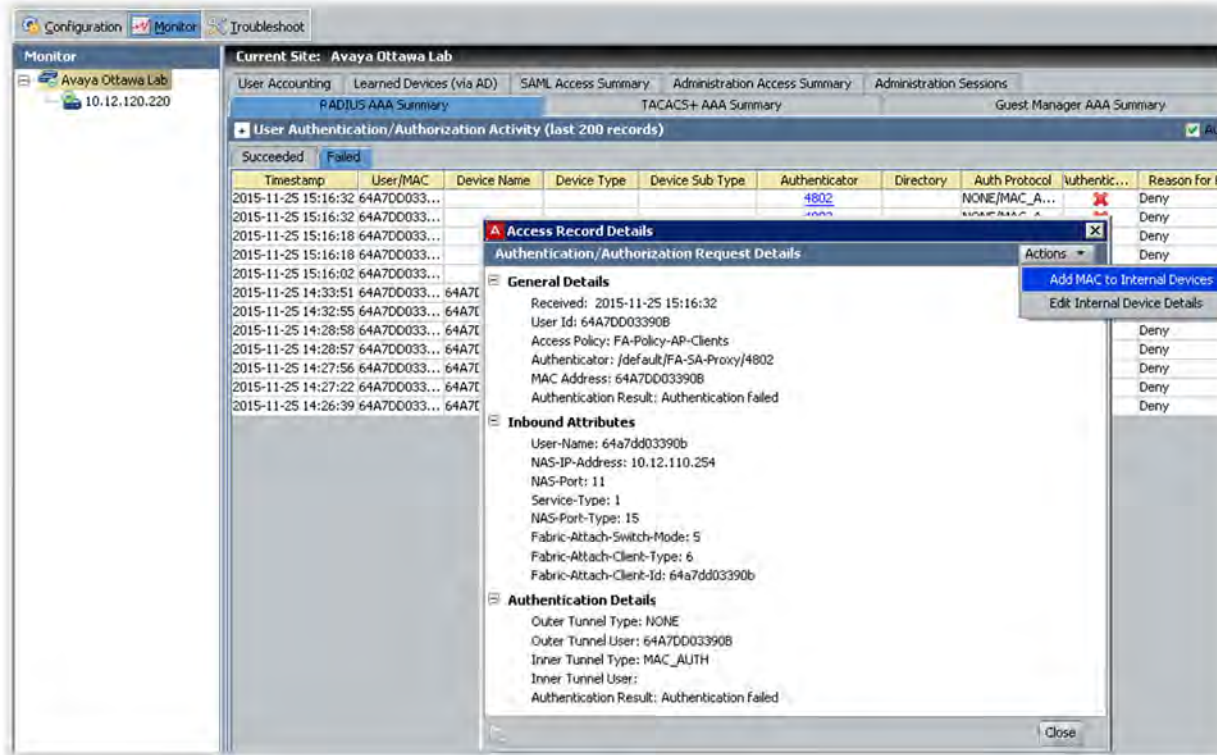 Configuration Monitor Troubleshoot
Monitor
Current Site: Avaya Ottawa Lab
Avaya Ottawa Lab
10.12.120.220
User Accounting Learned Devices (via AD) SAML Access Summary Administration Access Summary Administration Sessions
RADIUS AAA Summary TACACS+ AAA Summary Guest Manager AAA Summary
User Authentication/Authorization Activity (last 200 records)
Succeeded Failed
Timestamp User/MAC Device Name Device Type Device Sub Type Authenticator Directory Auth Protocol Authentic... Reason for
2015-11-25 15:16:32 64A7DD033... 4802 NONE/MAC_A... Deny
2015-11-25 15:16:32 64A7DD033... 4802 NONE/MAC_A... Deny
2015-11-25 15:16:18 64A7DD033... Deny
2015-11-25 15:16:18 64A7DD033... Deny
2015-11-25 15:16:02 64A7DD033...
2015-11-25 14:33:51 64A7DD033... 64A7D
2015-11-25 14:32:55 64A7DD033... 64A7D
2015-11-25 14:28:58 64A7DD033... 64A7D Deny
2015-11-25 14:28:57 64A7DD033... 64A7D Deny
2015-11-25 14:27:56 64A7DD033... 64A7D Deny
2015-11-25 14:27:22 64A7DD033... 64A7D Deny
2015-11-25 14:26:39 64A7DD033... 64A7D Deny
A Access Record Details
Authentication/Authorization Request Details Actions
Add MAC to Internal Devices
Edit Internal Device Details
General Details
Received: 2015-11-25 15:16:32
User Id: 64A7DD03390B
Access Policy: FA-Policy-AP-Clients
Authenticator: /default/FA-SA-Proxy/4802
MAC Address: 64A7DD03390B
Authentication Result: Authentication failed
Inbound Attributes
User-Name: 64a7dd03390b
NAS-IP-Address: 10.12.110.254
NAS-Port: 11
Service-Type: 1
NAS-Port-Type: 15
Fabric-Attach-Switch-Mode: 5
Fabric-Attach-Client-Type: 6
Fabric-Attach-Client-Id: 64a7dd03390b
Authentication Details
Outer Tunnel Type: NONE
Outer Tunnel User: 64A7DD03390B
Inner Tunnel Type: MAC_AUTH
Inner Tunnel User:
Authentication Result: Authentication failed
Close